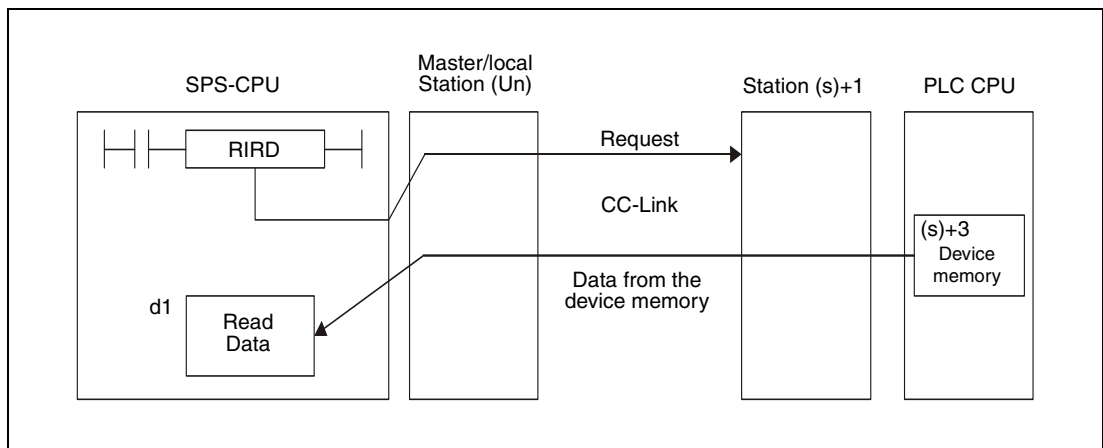 SPS-CPU
Master/local
Station (Un)
Station (s)+1
PLC CPU
RIRD
Request
CC-Link
(s)+3
Device
memory
Data from the
device memory
d1
Read
Data